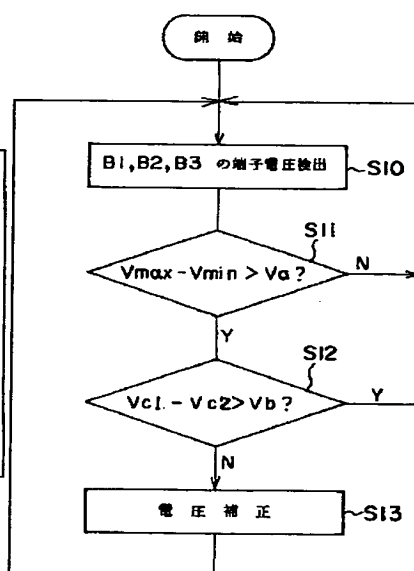 開始
B1,B2,B3 の端子電圧検出
S10
S11
Vmax-Vmin > Va?
N
Y
S12
Vc1.-Vc2>Vb?
Y
N
電圧補正
S13